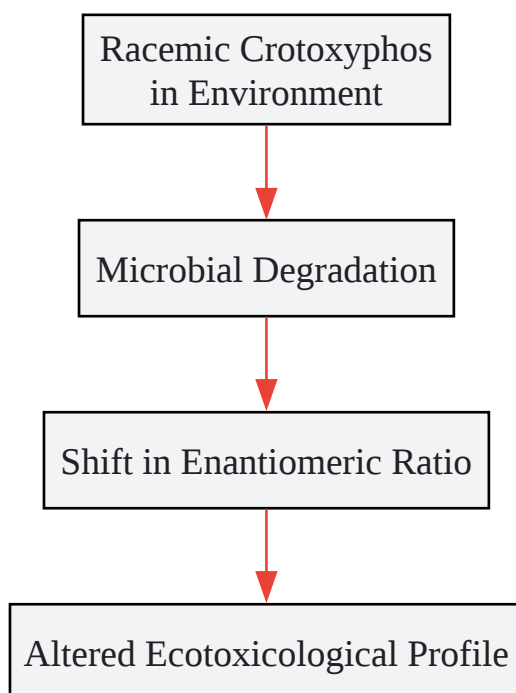 Racemic Crotoxyphos
in Environment
Microbial Degradation
Shift in Enantiomeric Ratio
Altered Ecotoxicological Profile